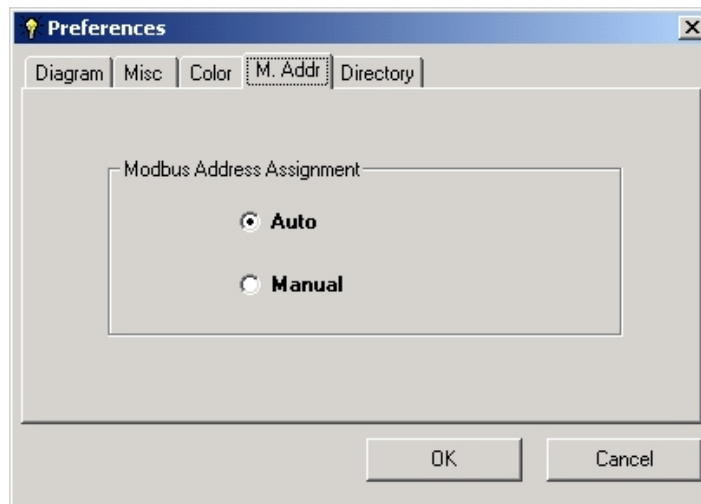 Preferences
Diagram Misc Color M. Addr Directory
Modbus Address Assignment
Auto
Manual
OK Cancel